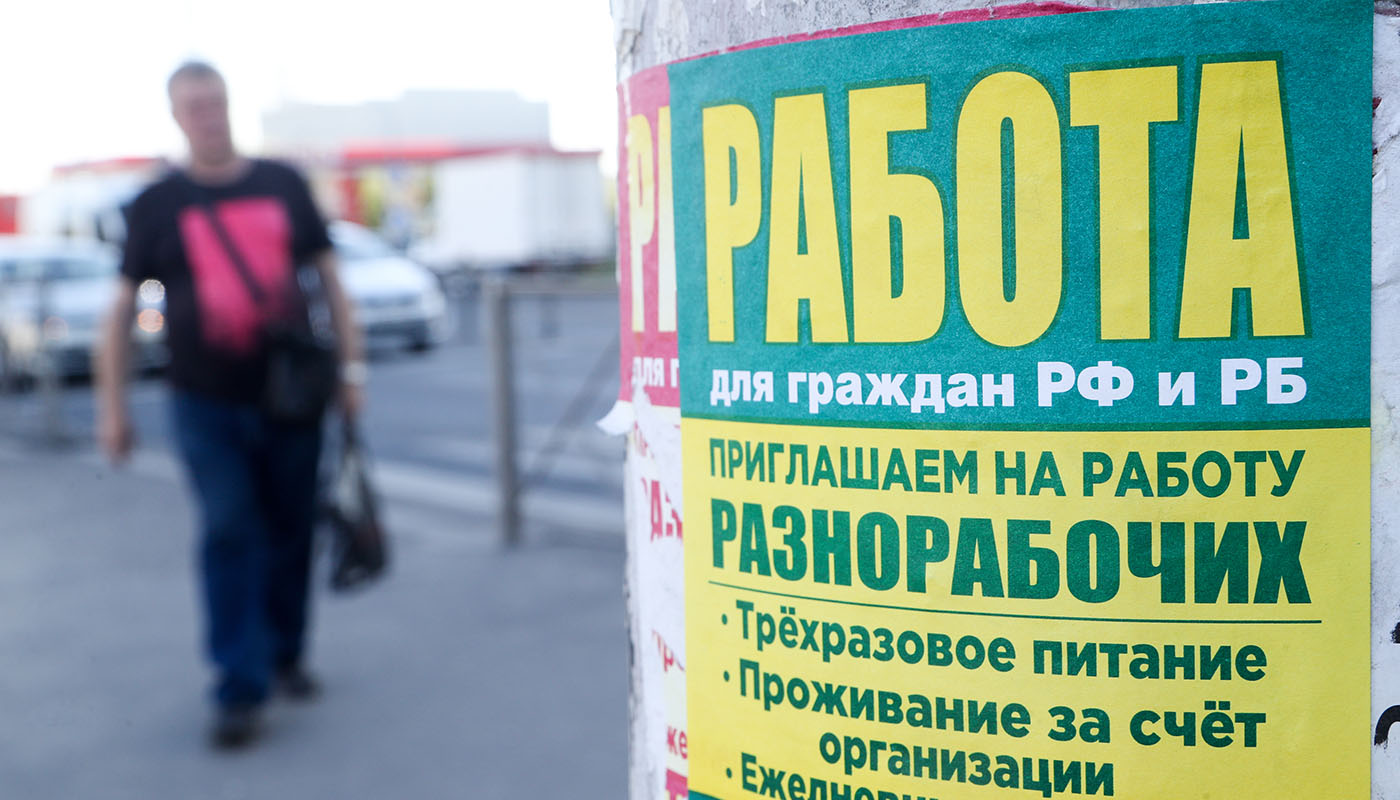 РАБОТА
для граждан РФ и РБ
ПРИГЛАШАЕМ НА РАБОТУ
РАЗНОРАБОЧИХ
· Трёхразовое питание
· Проживание за счёт
организации